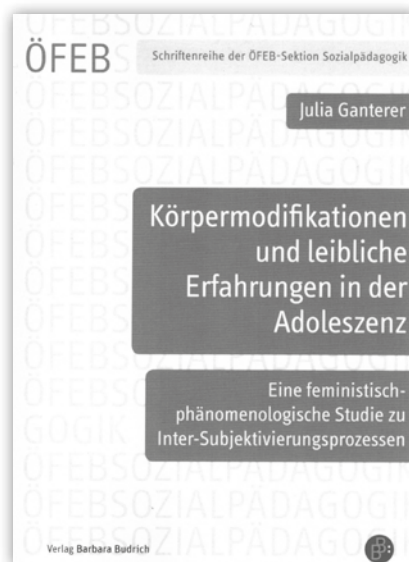 ÖFEB
Schriftenreihe der ÖFEB-Sektion Sozialpädagogik
Julia Ganterer
Körpermodifikationen
und leibliche
Erfahrungen in der
Adoleszenz
Eine feministisch-
phänomenologische Studie zu
Inter-Subjektivierungsprozessen
Verlag Barbara Budrich